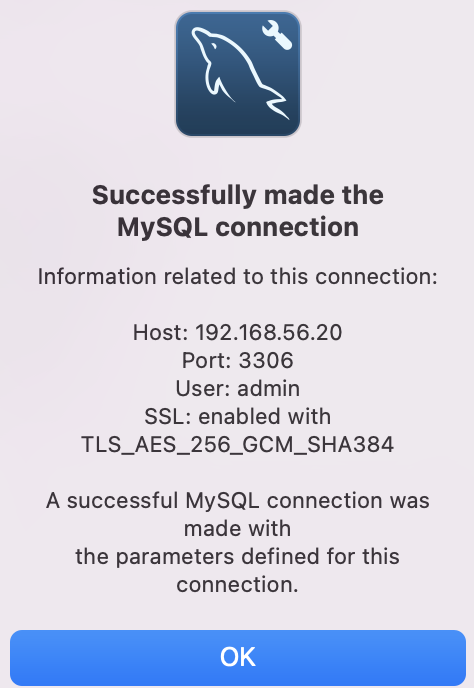 Successfully made the
MySQL connection
Information related to this connection:
Host: 192.168.56.20
Port: 3306
User: admin
SSL: enabled with
TLS_AES_256_GCM_SHA384
A successful MySQL connection was
made with
the parameters defined for this
connection.
OK